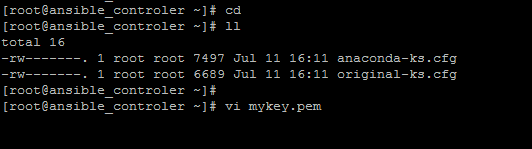 [root@ansible_controler ~]# cd
[root@ansible_controler ~]# ll
total 16
-rw-------. 1 root root 7497 Jul 11 16:11 anaconda-ks.cfg
-rw-------. 1 root root 6689 Jul 11 16:11 original-ks.cfg
[root@ansible_controler ~]#
[root@ansible_controler ~]# vi mykey.pem